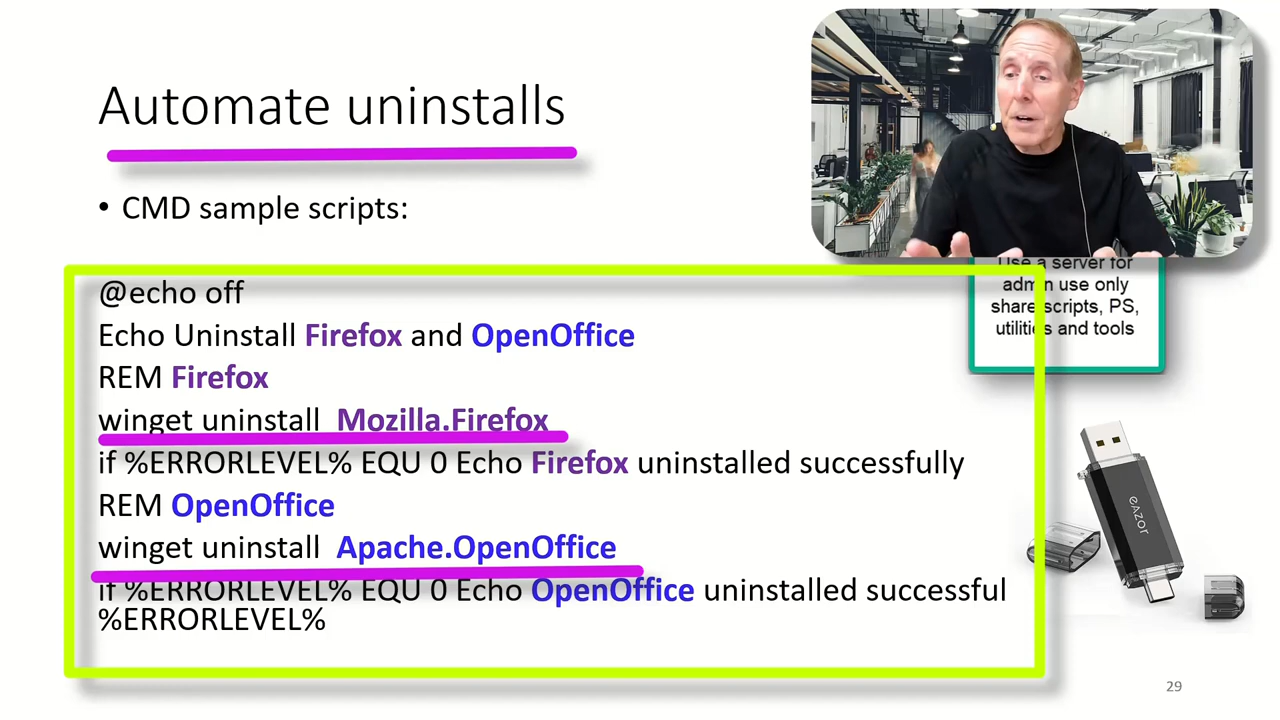 Automate uninstalls
• CMD sample scripts:
Use a server for
admin use only
share scripts, PS,
utilities and tools
@echo off
Echo Uninstall Firefox and OpenOffice
REM Firefox
winget uninstall  Mozilla.Firefox
if %ERRORLEVEL% EQU 0 Echo Firefox uninstalled successfully
REM OpenOffice
winget uninstall  Apache.OpenOffice
if %ERRORLEVEL% EQU 0 Echo OpenOffice uninstalled successful
%ERRORLEVEL%
eAZOR
29